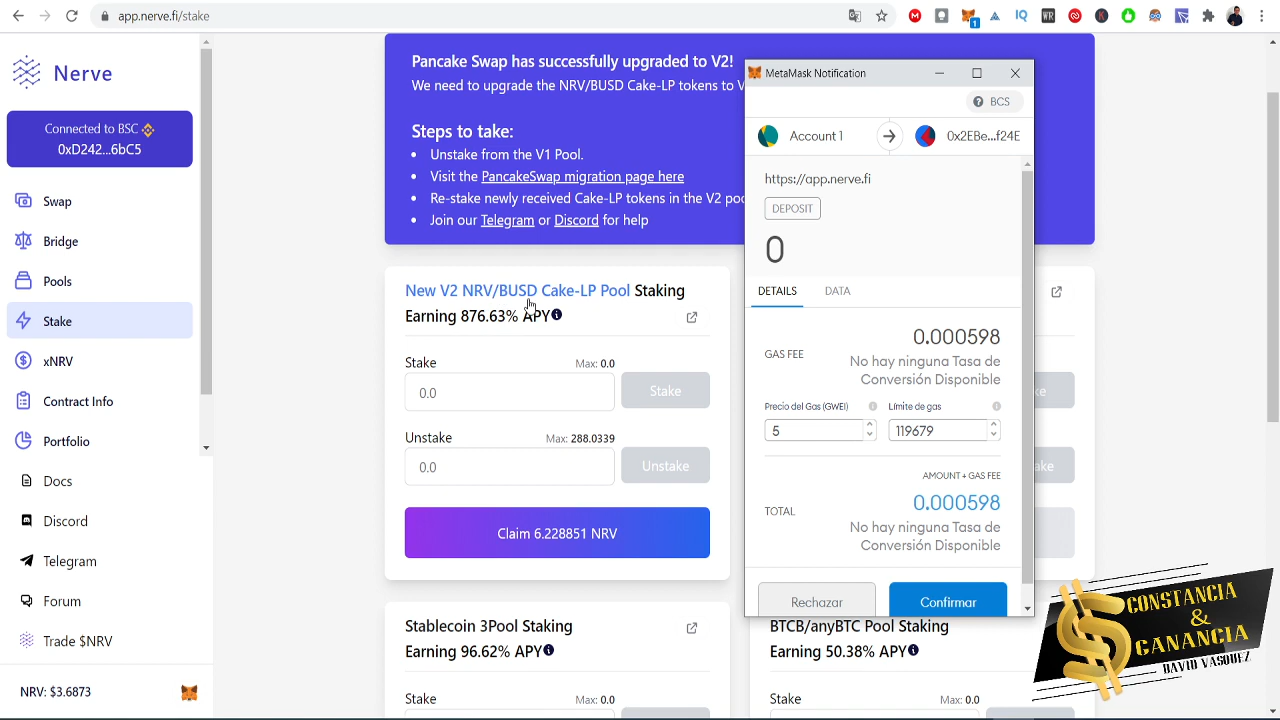 app.nerve.fi/stake
1
Nerve
Connected to BSC
0xD242...6bC5
Swap
Bridge
Pools
Stake
xNRV
Contract Info
Portfolio
Docs
Discord
Telegram
Forum
Trade $NRV
NRV: $3.6873
Pancake Swap has successfully upgraded to V2!
We need to upgrade the NRV/BUSD Cake-LP tokens to V
Steps to take:
• Unstake from the V1 Pool.
• Visit the PancakeSwap migration page here
• Re-stake newly received Cake-LP tokens in the V2 poo
• Join our Telegram or Discord for help
New V2 NRV/BUSD Cake-LP Pool Staking
Earning 876.63% APY
Stake Max: 0.0
0.0 Stake
Unstake Max: 288.0339
0.0 Unstake
Claim 6.228851 NRV
Stablecoin 3Pool Staking
Earning 96.62% APY
Stake Max: 0.0
ke
ake
BTCB/anyBTC Pool Staking
Earning 50.38% APY
Stake Max: 0.0
MetaMask Notification
? BCS
Account 1 0x2EBe...f24E
https://app.nerve.fi
DEPOSIT
0
DETAILS DATA
GAS FEE 0.000598
No hay ninguna Tasa de
Conversión Disponible
Precio del Gas (GWEI) Límite de gas
5 119679
AMOUNT + GAS FEE
TOTAL 0.000598
No hay ninguna Tasa de
Conversión Disponible
Rechazar Confirmar
CONSTANCIA
&
GANANCIA
DAVID VASQUEZ